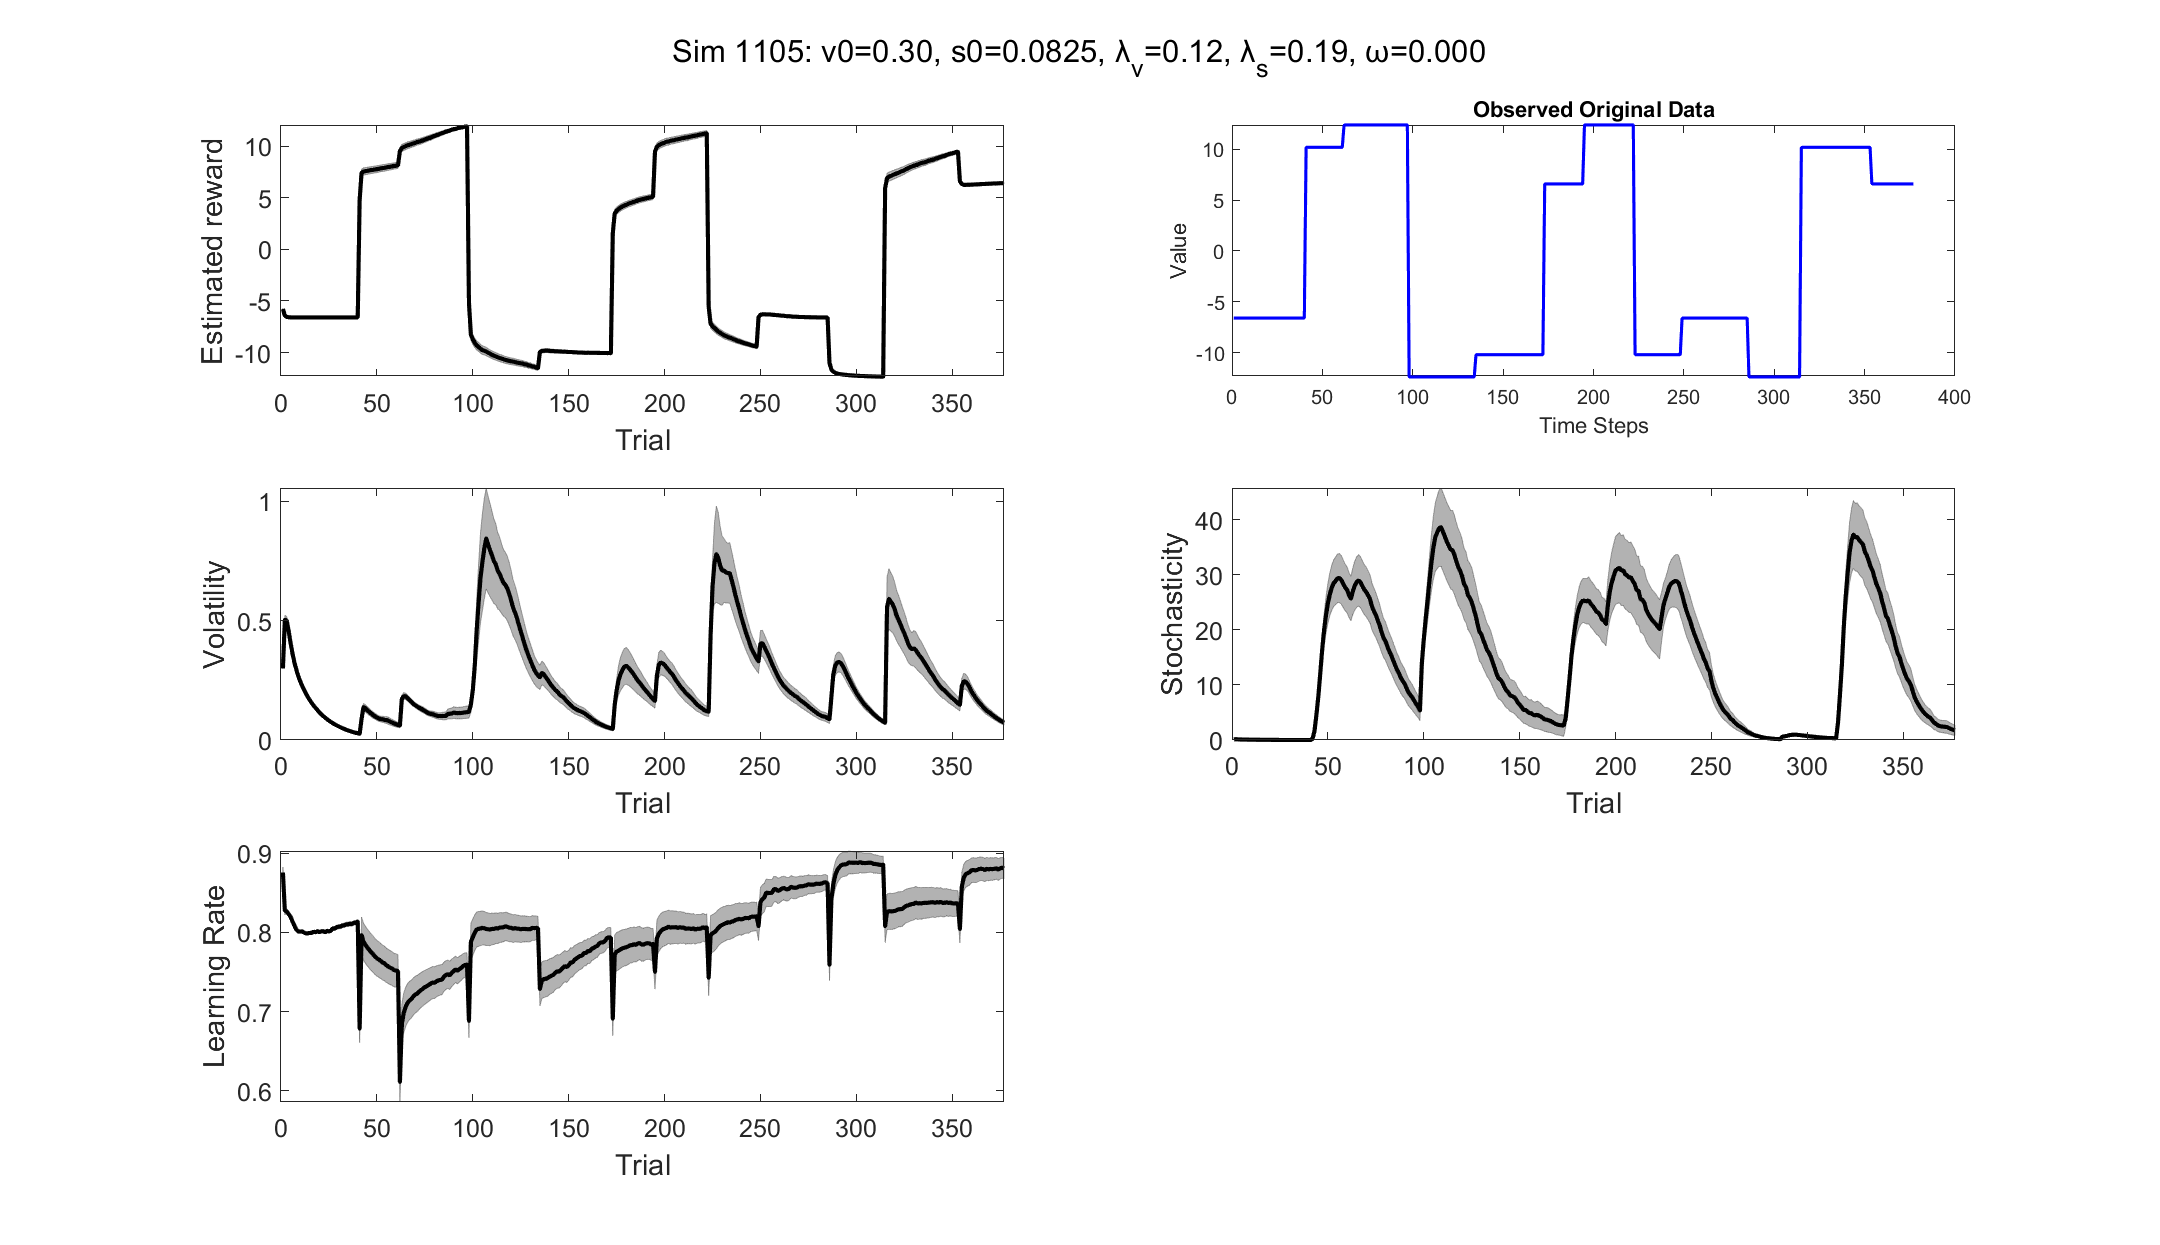 Sim 1105: v0=0.30, s0=0.0825, λv=0.12, λs=0.19, ω=0.000
Estimated reward
10
5
0
-5
-10
0 50 100 150 200 250 300 350
Trial
Observed Original Data
Value
10
5
0
-5
-10
0 50 100 150 200 250 300 350 400
Time Steps
Volatility
1
0.5
0
0 50 100 150 200 250 300 350
Trial
Stochasticity
40
30
20
10
0
0 50 100 150 200 250 300 350
Trial
Learning Rate
0.9
0.8
0.7
0.6
0 50 100 150 200 250 300 350
Trial